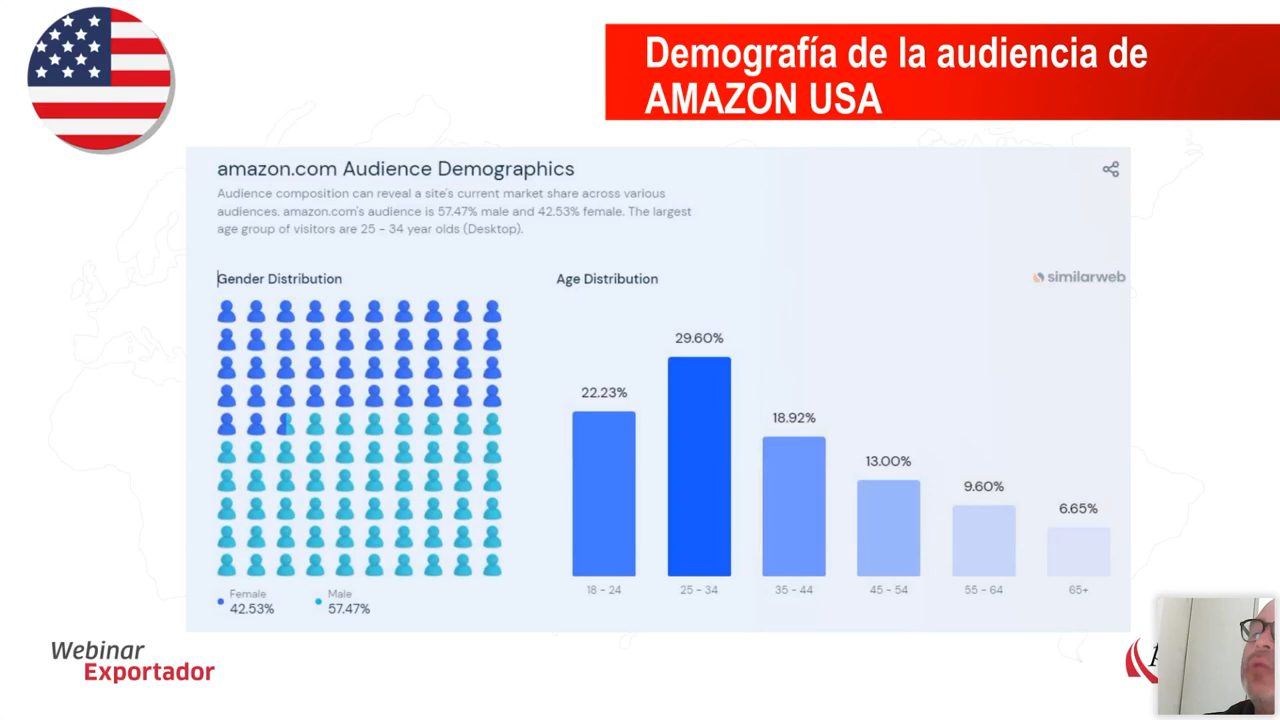 Demografía de la audiencia de
AMAZON USA
amazon.com Audience Demographics
Audience composition can reveal a site's current market share across various
audiences. amazon.com's audience is 57.47% male and 42.53% female. The largest
age group of visitors are 25 - 34 year olds (Desktop).
Gender Distribution
Female
42.53%
Male
57.47%
Age Distribution
similarweb
22.23%
29.60%
18.92%
13.00%
9.60%
6.65%
18 - 24
25 - 34
35 - 44
45 - 54
55 - 64
65+
Webinar
Exportador